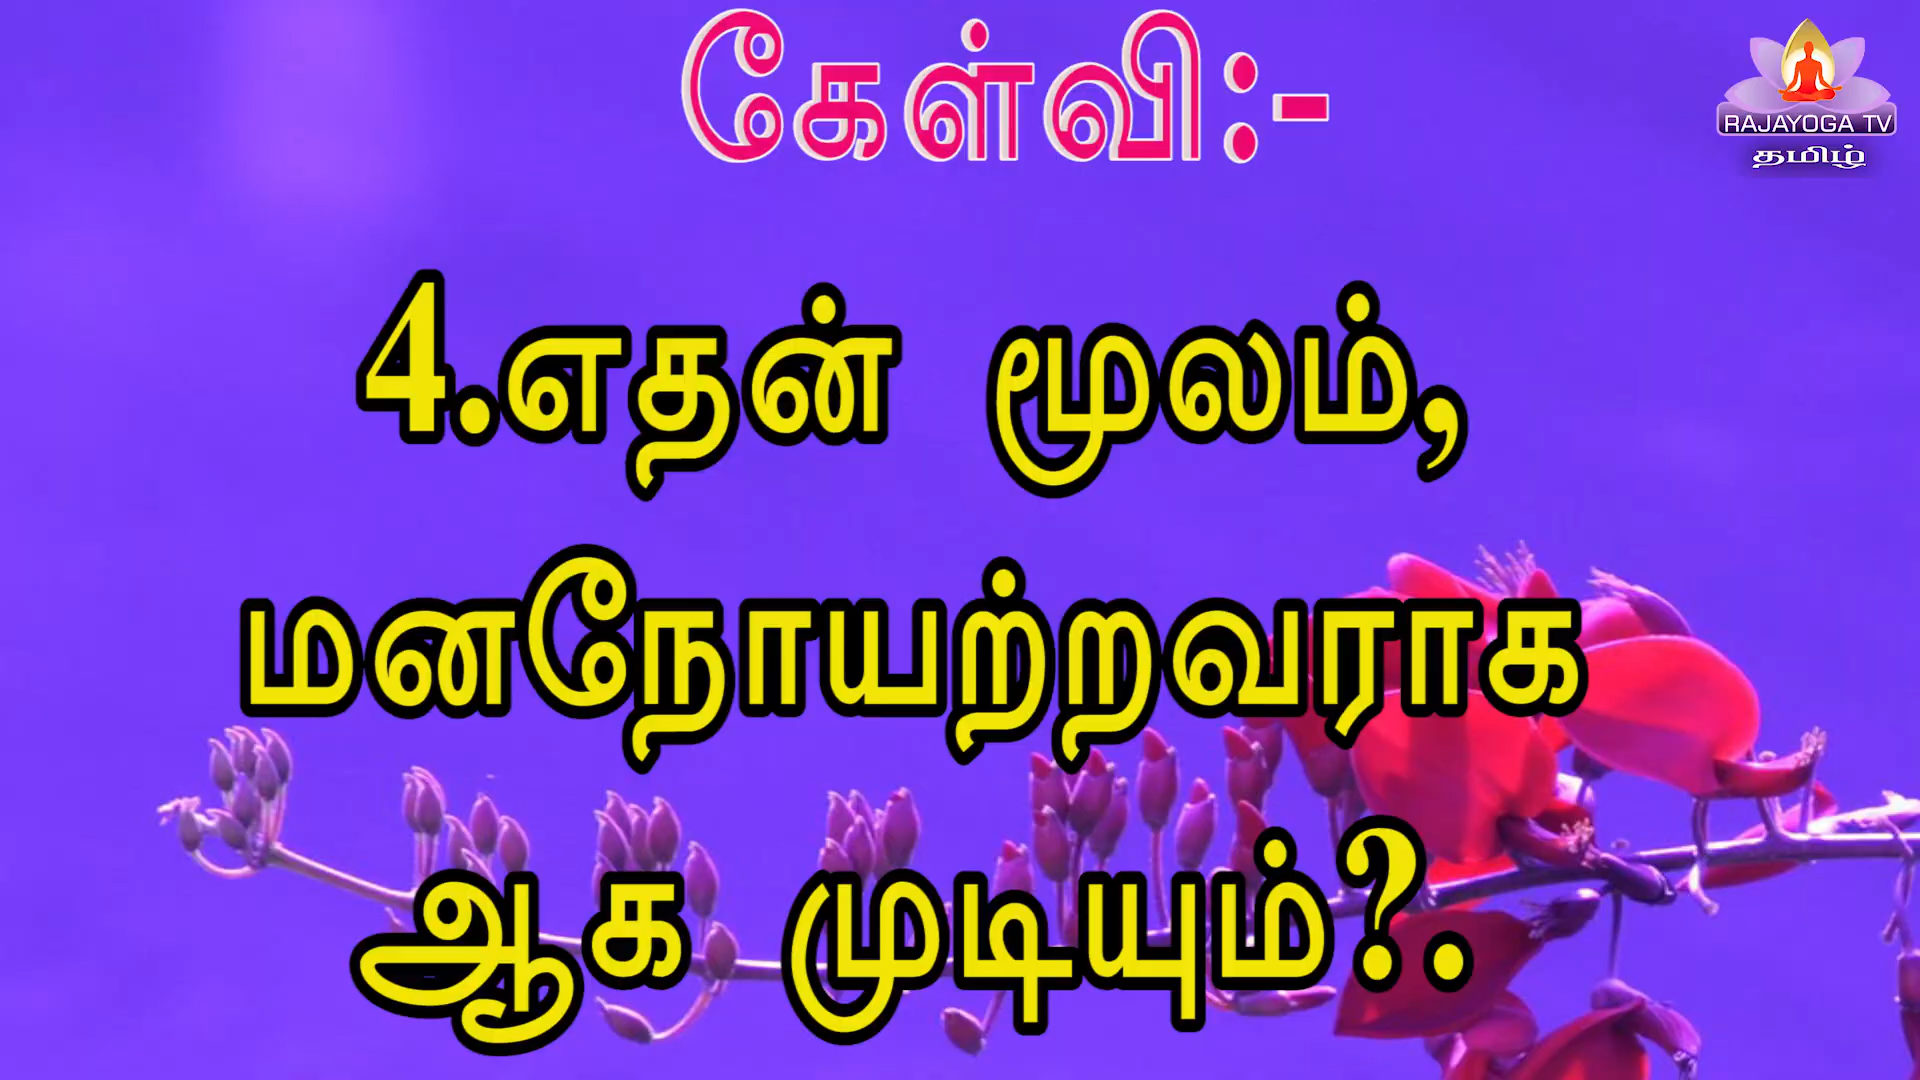 கேள்வி:-
RAJAYOGA TV
தமிழ்
4.எதன் மூலம்,
மனநோயற்றவராக
ஆக முடியும்?.